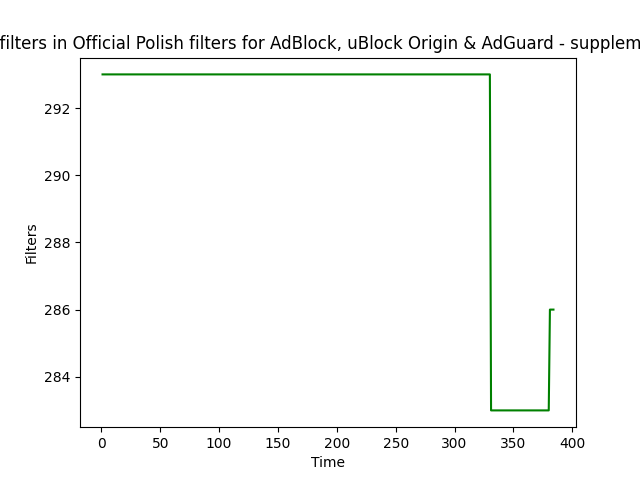 filters in Official Polish filters for AdBlock, uBlock Origin & AdGuard - supplem
292
290
288
286
284
Filters
0 50 100 150 200 250 300 350 400
Time